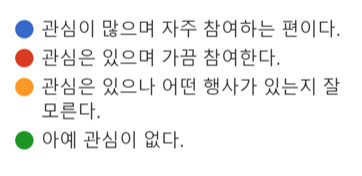 관심이 많으며 자주 참여하는 편이다.
관심은 있으며 가끔 참여한다.
관심은 있으나 어떤 행사가 있는지 잘
모른다.
아예 관심이 없다.